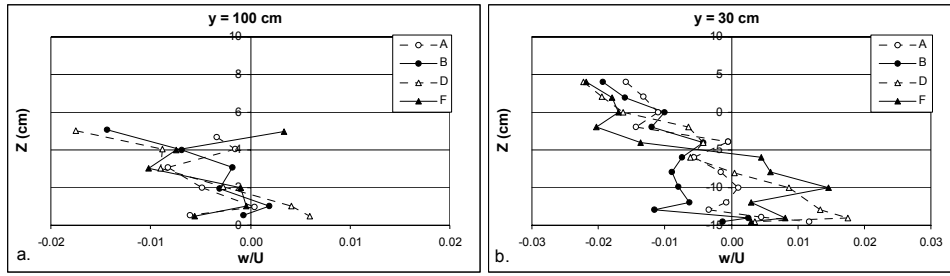 y = 100 cm
10
8
6
4
2
0
Z (cm)
-0.02
-0.01
0.00
0.01
0.02
w/U
a.
A
B
D
F
y = 30 cm
10
5
0
-5
-10
-15
Z (cm)
-0.03
-0.02
-0.01
0.00
0.01
0.02
0.03
w/U
b.
A
B
D
F